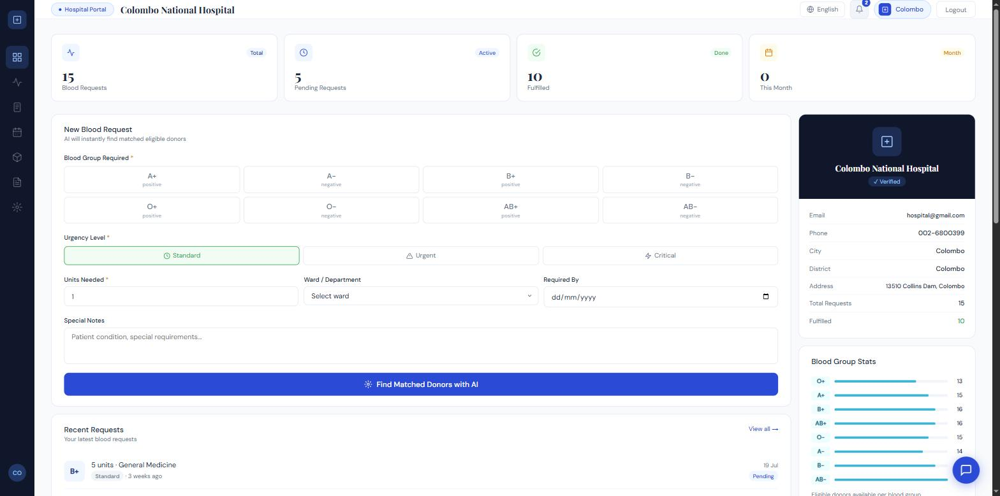 Hospital Portal
Colombo National Hospital
English
2
Colombo
Logout
Total
15
Blood Requests
Active
5
Pending Requests
Done
10
Fulfilled
Month
0
This Month
New Blood Request
AI will instantly find matched eligible donors
Blood Group Required *
A+
positive
A-
negative
B+
positive
B-
negative
O+
positive
O-
negative
AB+
positive
AB-
negative
Urgency Level *
Standard
Urgent
Critical
Units Needed *
1
Ward / Department
Select ward
Required By
dd/mm/yyyy
Special Notes
Patient condition, special requirements...
Find Matched Donors with AI
Recent Requests
Your latest blood requests
View all →
B+
5 units · General Medicine
Standard · 3 weeks ago
19 Jul
Pending
Colombo National Hospital
✓ Verified
Email hospital@gmail.com
Phone 002-6800399
City Colombo
District Colombo
Address 13510 Collins Dam, Colombo
Total Requests 15
Fulfilled 10
Blood Group Stats
O+ 13
A+ 15
B+ 16
AB+ 16
O- 15
A- 14
B-
AB-
Eligible donors available per blood group
CO